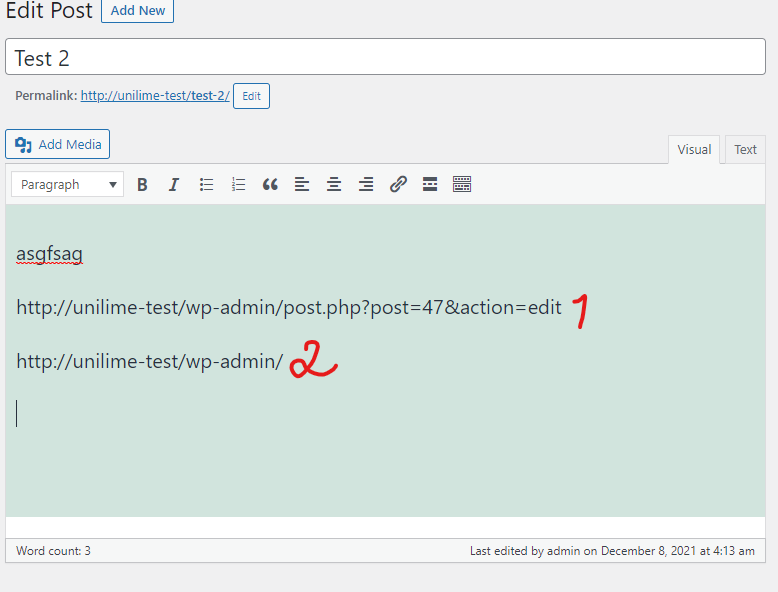 Edit Post Add New
Test 2
Permalink: http://unilime-test/test-2/ Edit
Add Media
Visual Text
Paragraph
asgfsag
http://unilime-test/wp-admin/post.php?post=47&action=edit 1
http://unilime-test/wp-admin/ 2
Word count: 3 Last edited by admin on December 8, 2021 at 4:13 am